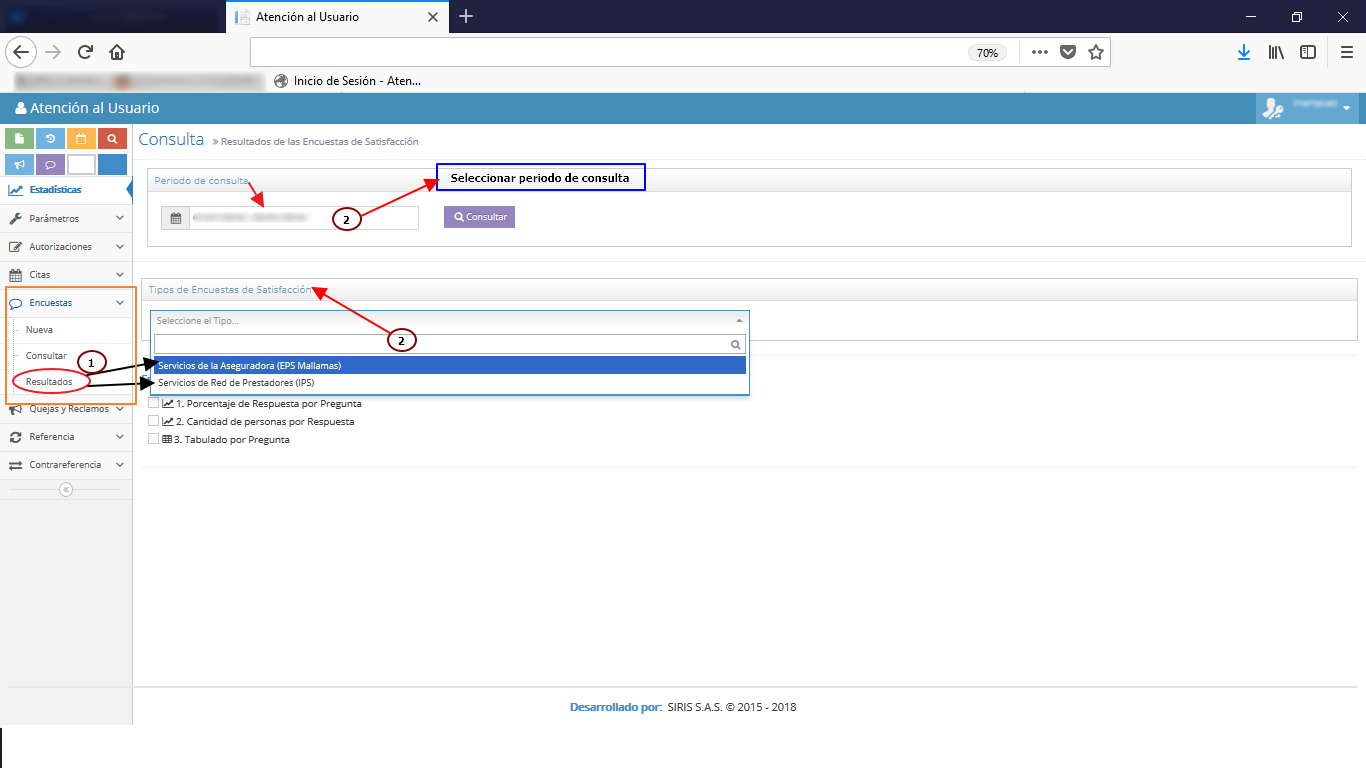 Atención al Usuario
70%
Inicio de Sesión - Aten...
Atención al Usuario
Consulta » Resultados de las Encuestas de Satisfacción
Estadísticas
Parámetros
Autorizaciones
Citas
Encuestas
Nueva
Consultar
Resultados
1
Quejas y Reclamos
Referencia
Contrareferencia
Periodo de consulta
Seleccionar periodo de consulta
2
Consultar
Tipos de Encuestas de Satisfacción
Seleccione el Tipo...
2
Servicios de la Aseguradora (EPS Mallamas)
Servicios de Red de Prestadores (IPS)
1. Porcentaje de Respuesta por Pregunta
2. Cantidad de personas por Respuesta
3. Tabulado por Pregunta
Desarrollado por: SIRIS S.A.S. © 2015 - 2018